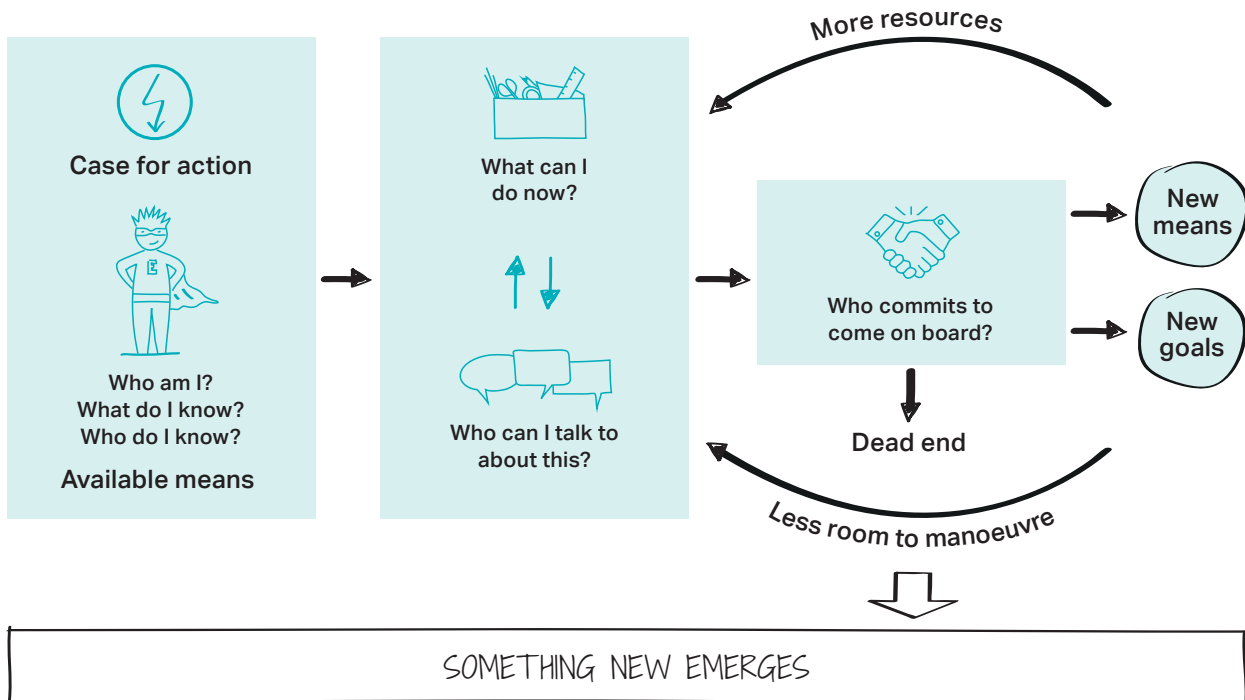 Case for action
E
Who am I?
What do I know?
Who do I know?
Available means
What can I
do now?
Who can I talk to
about this?
Who commits to
come on board?
Dead end
More resources
New
means
New
goals
Less room to manoeuvre
SOMETHING NEW EMERGES